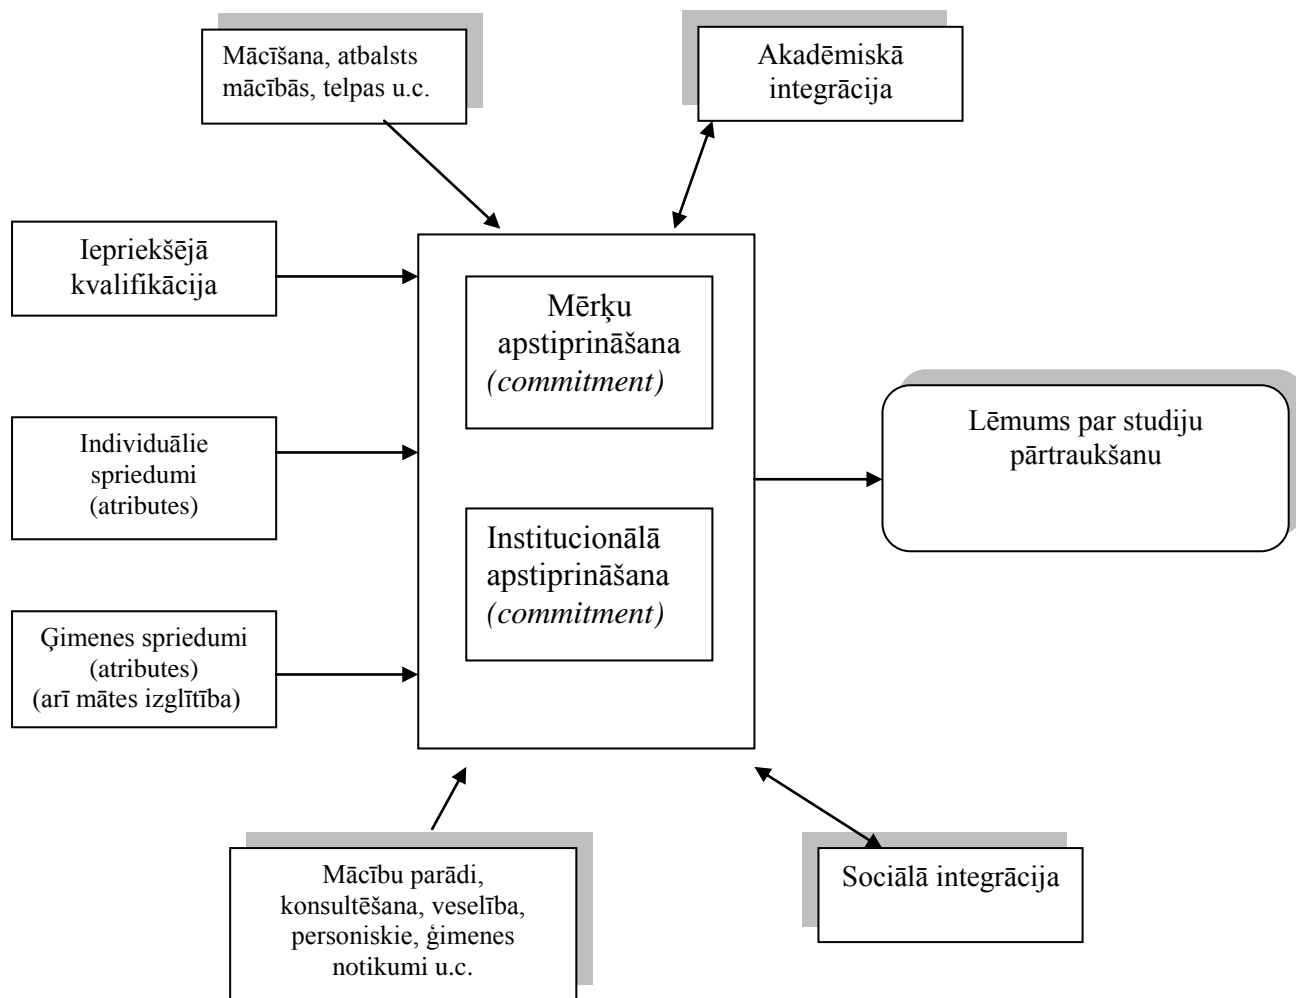 Mācīšana, atbalsts
mācībās, telpas u.c.
Akadēmiskā
integrācija
Iepriekšējā
kvalifikācija
Mērķu
apstiprināšana
(commitment)
Individuālie
spriedumi
(atributes)
Lēmums par studiju
pārtraukšanu
Institucionālā
apstiprināšana
(commitment)
Ģimenes spriedumi
(atributes)
(arī mātes izglītība)
Mācību parādi,
konsultēšana, veselība,
personiskie, ģimenes
notikumi u.c.
Sociālā integrācija